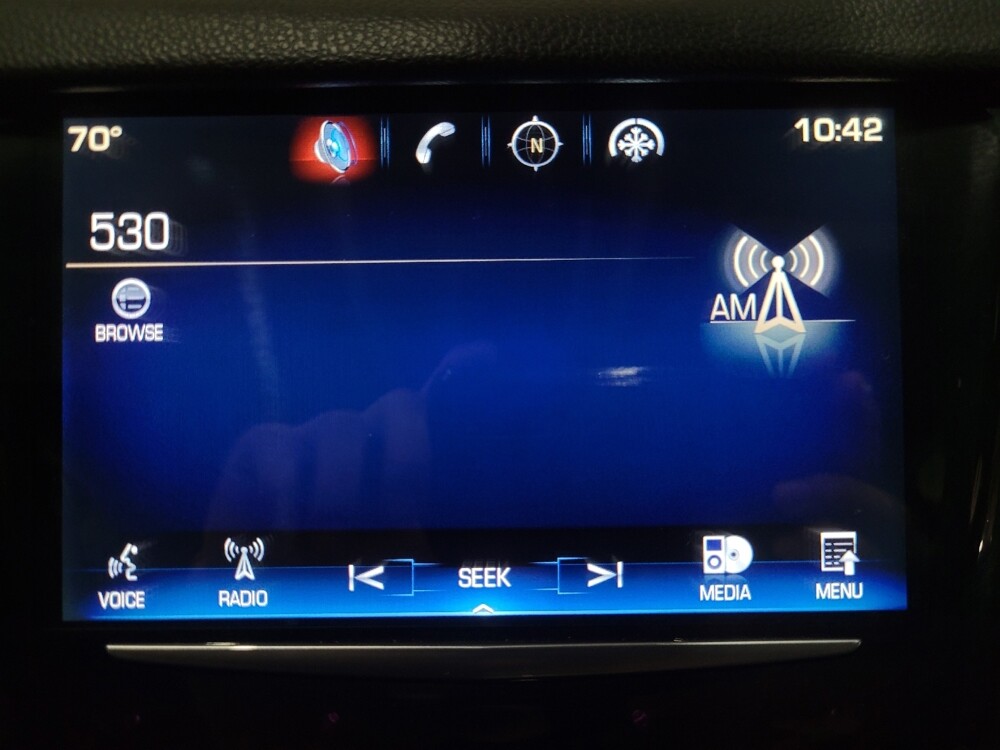 70° N 10:42
530
AM
BROWSE
VOICE RADIO SEEK MEDIA MENU